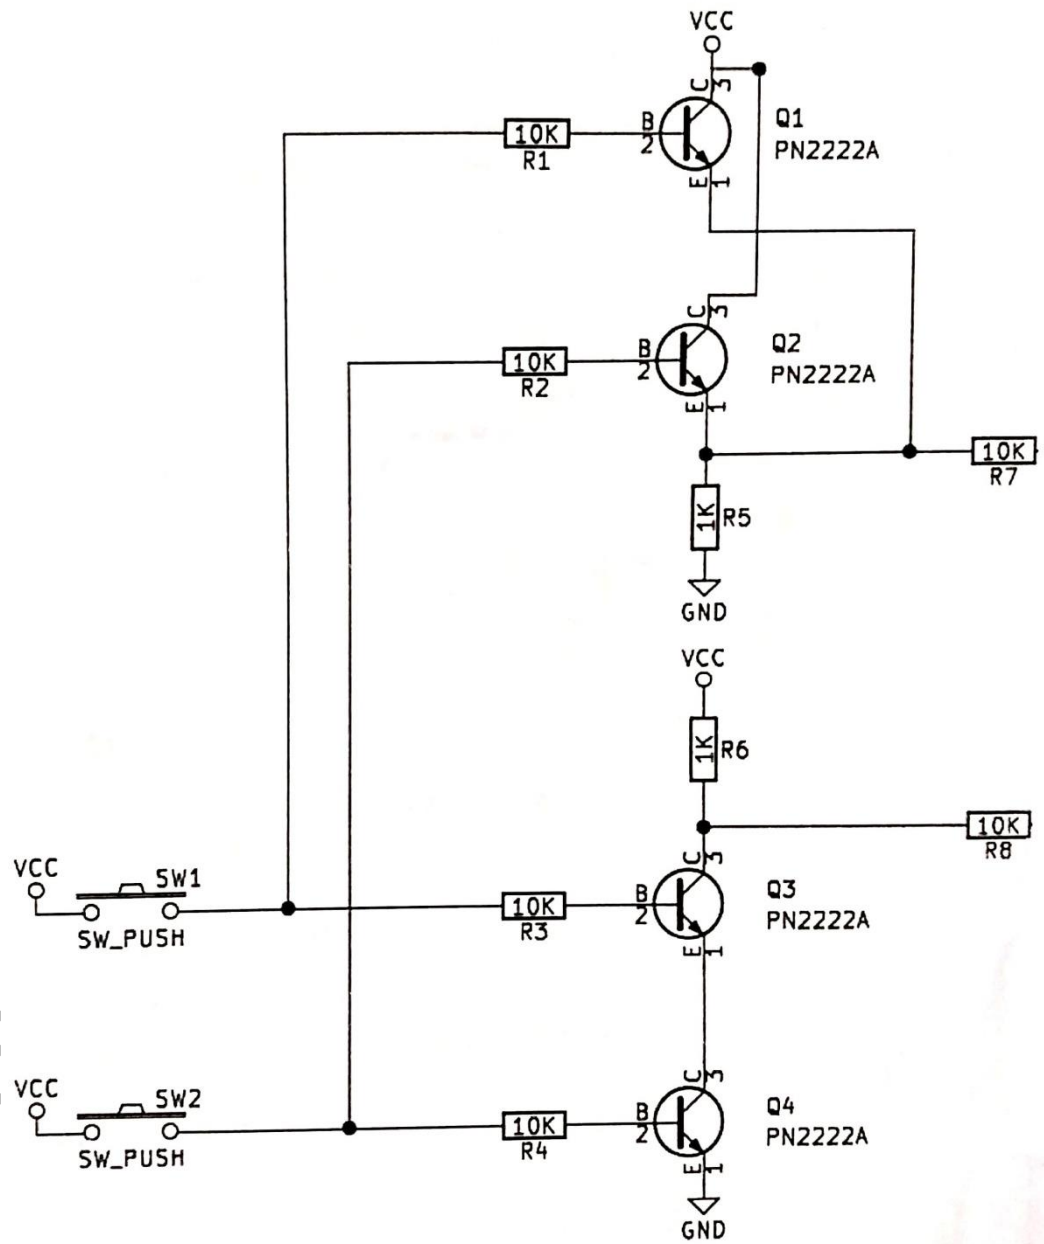 VCC
C
3
Q1
B
10K
2
PN2222A
R1
E
1
C
3
Q2
B
10K
2
PN2222A
R2
E
1
10K
R7
1K
R5
GND
VCC
1K
R6
10K
R8
C
3
VCC
SW1
Q3
B
10K
2
PN2222A
R3
SW_PUSH
E
1
C
3
VCC
SW2
Q4
B
10K
2
PN2222A
R4
SW_PUSH
E
1
GND